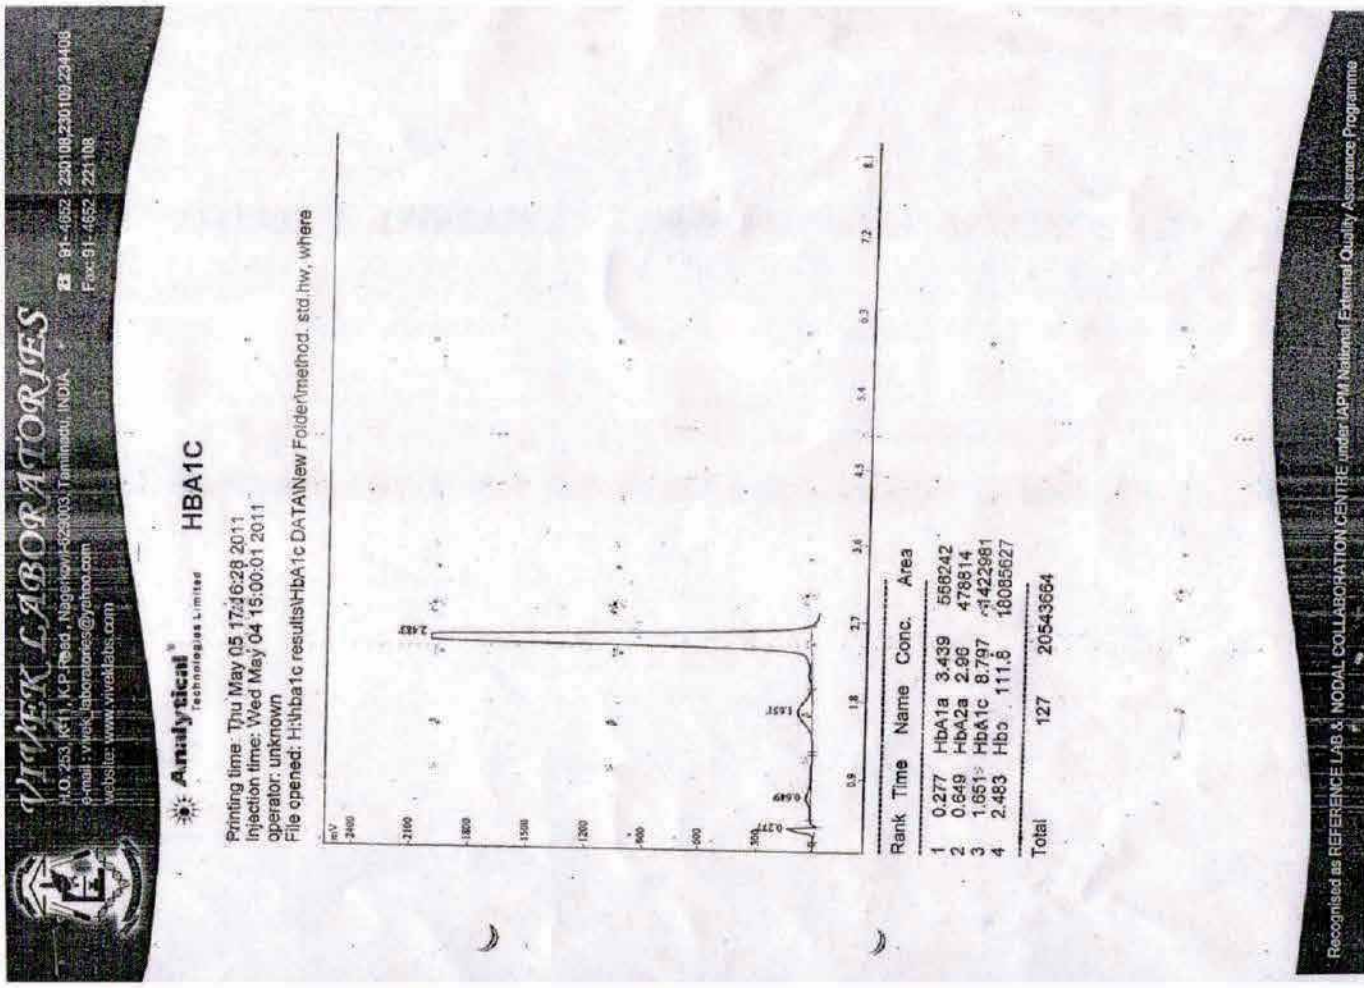 VIVEK LABORATORIES
H.O. 253, K-11, K.P.Road, Nagercoil-629003, Tamilnadu, INDIA.
e-mail : viveklaboratories@yahoo.com
website: www.viveklabs.com
91-4652 - 230108,230109,234408
Fax: 91-4652 - 221108
Analytical
Technologies Limited
HBA1C
Printing time: Thu May 05 17:16:28 2011
Injection time: Wed May 04 15:00:01 2011
operator: unknown
File opened: H:\hba1c results\HbA1c DATA\New Folder\method. std.hw, where
mV
2400
2100
1800
1500
1200
900
600
300
0
0.277
0.649
1.651
2.483
0.9 1.8 2.7 3.6 4.5 5.4 6.3 7.2 8.1
Rank Time Name Conc. Area
1 0.277 HbA1a 3.439 556242
2 0.649 HbA2a 2.96 478814
3 1.651 HbA1c 8.797 1422981
4 2.483 Hbo 111.8 18085627
Total 127 20543664
Recognised as REFERENCE LAB & NODAL COLLABORATION CENTRE under IAPM National External Quality Assurance Programme